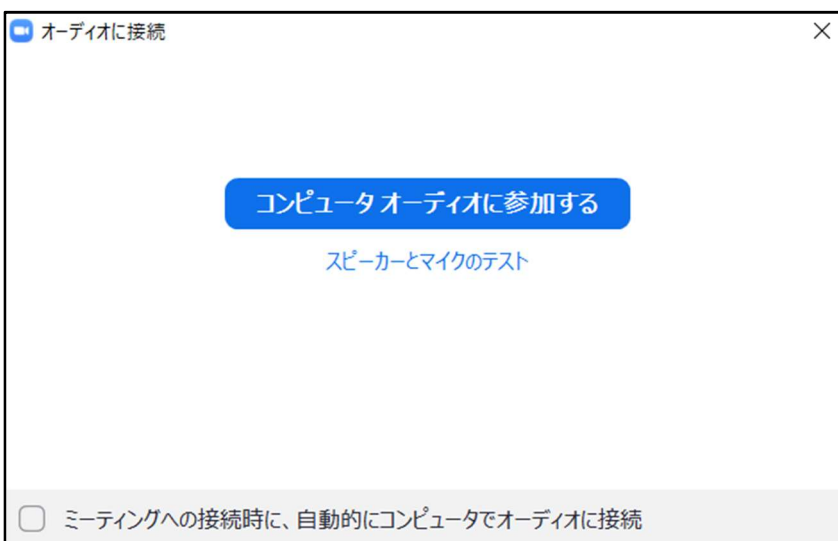 オーディオに接続
コンピュータ オーディオに参加する
スピーカーとマイクのテスト
ミーティングへの接続時に、自動的にコンピュータでオーディオに接続